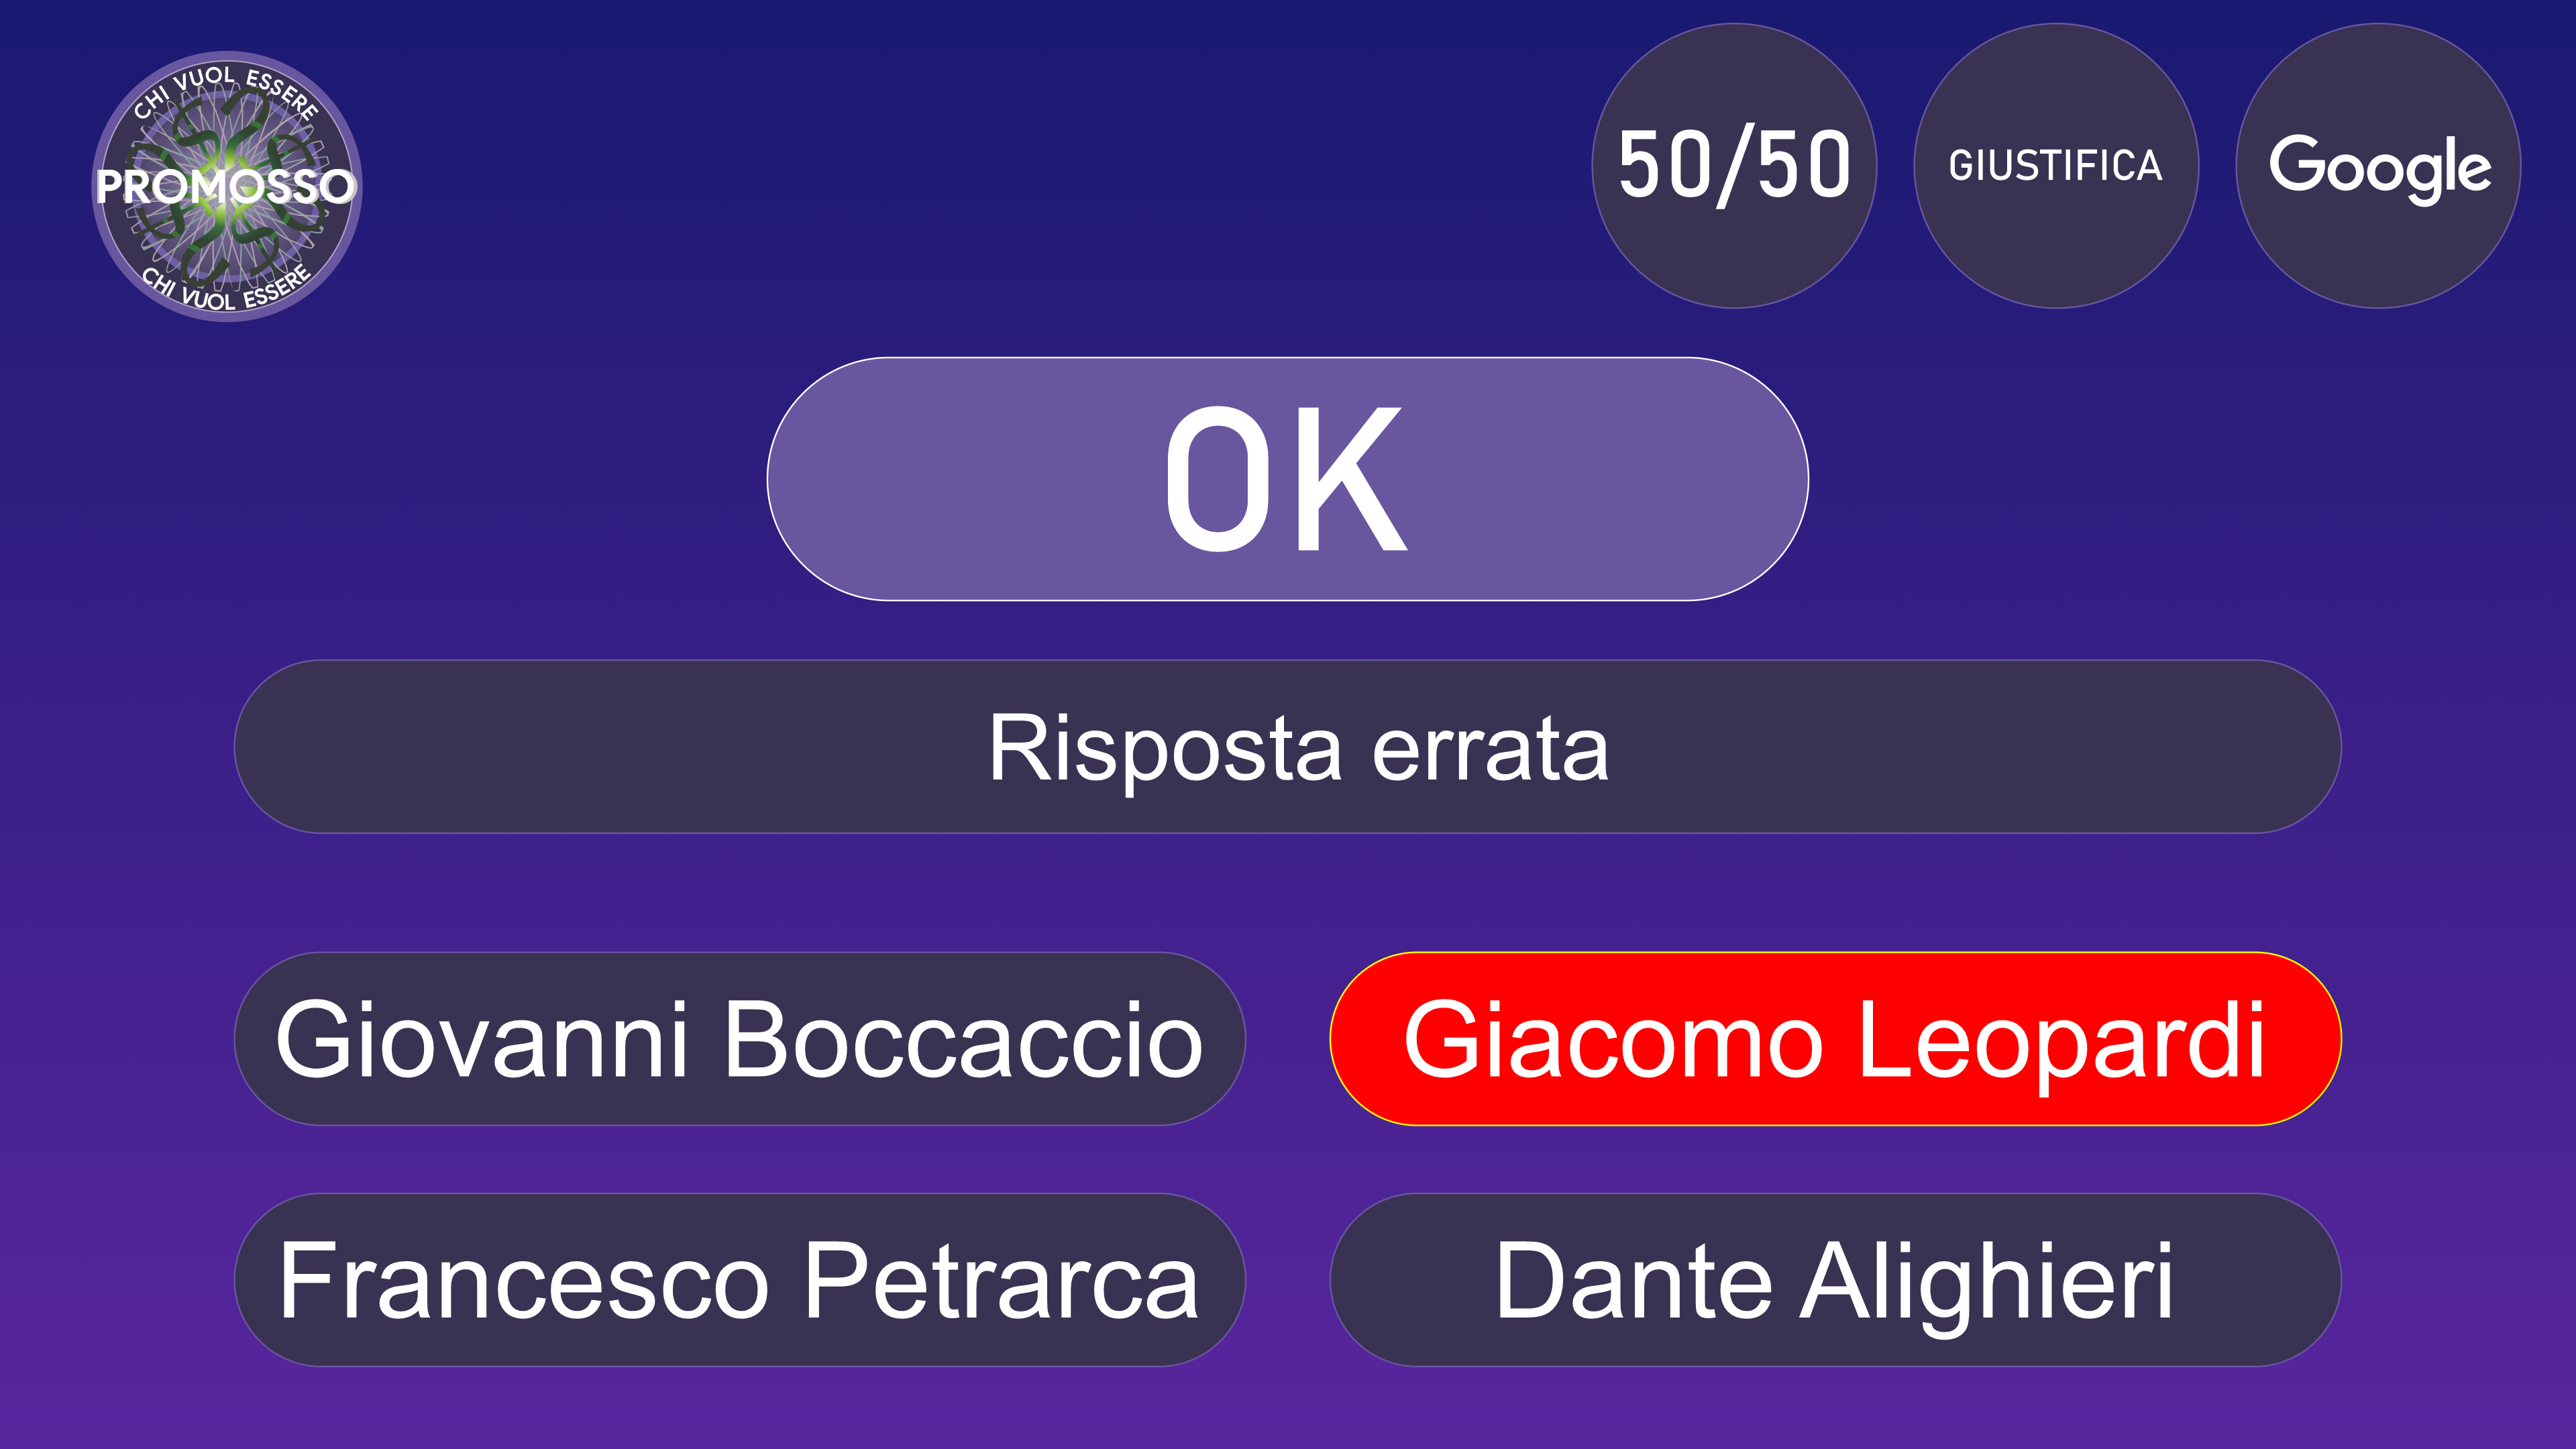 CHI VUOL ESSERE
PROMOSSO
CHI VUOL ESSERE
50/50
GIUSTIFICA
Google
OK
Risposta errata
Giovanni Boccaccio
Giacomo Leopardi
Francesco Petrarca
Dante Alighieri